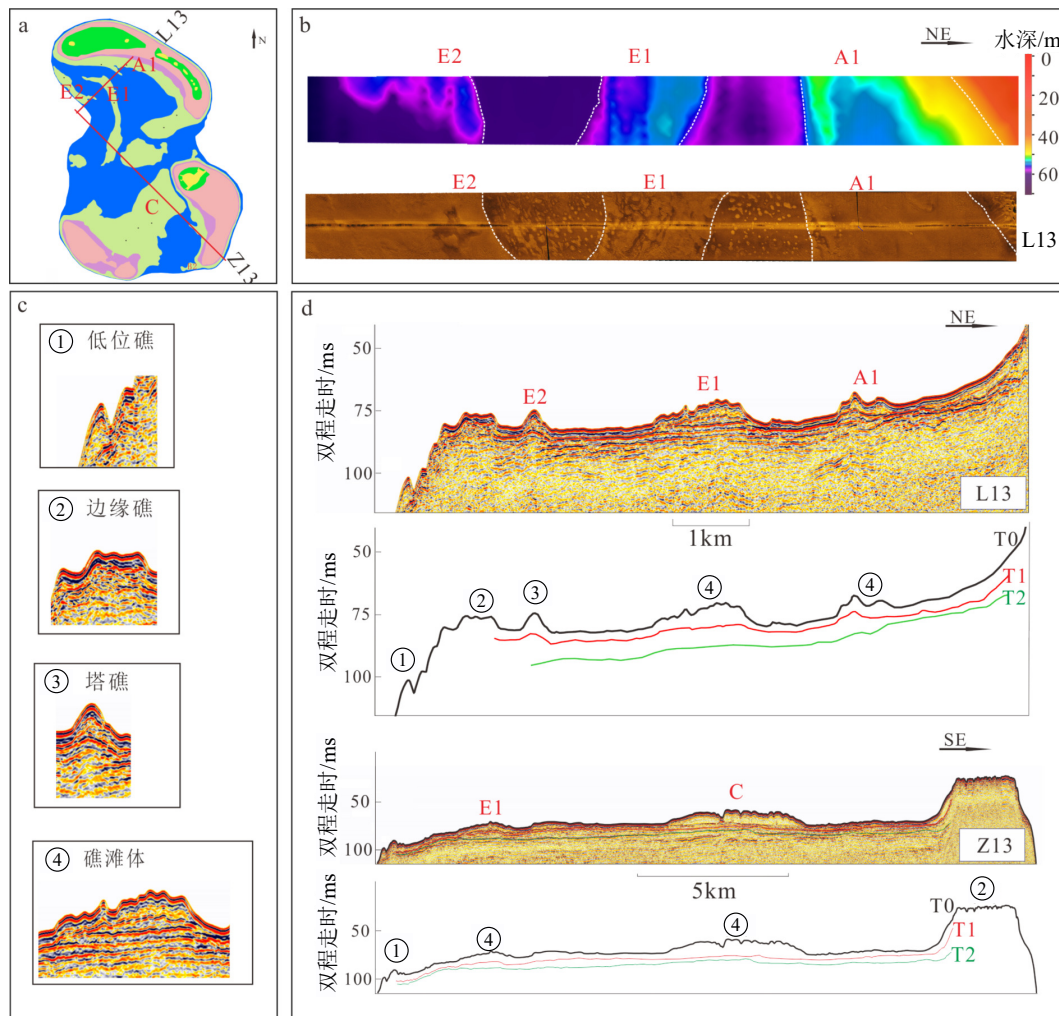 a
L13
N
A1
E2
E1
C
Z13
b
NE
水深/m
E2
E1
A1
0
20
40
60
E2
E1
A1
L13
c
① 低位礁
② 边缘礁
③ 塔礁
④ 礁滩体
d
NE
双程走时/ms
50
75
100
E2
E1
A1
L13
1km
双程走时/ms
50
75
100
①
②
③
④
④
T0
T1
T2
SE
双程走时/ms
50
100
E1
C
Z13
5km
双程走时/ms
50
100
①
④
④
②
T0
T1
T2